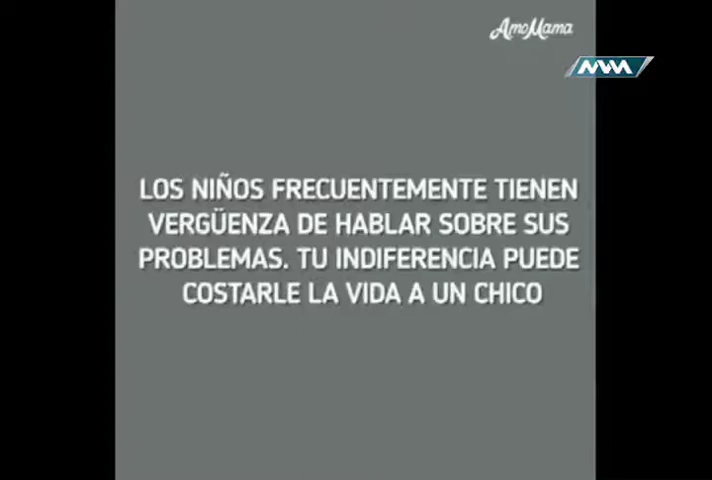 AmoMama
MVM
LOS NIÑOS FRECUENTEMENTE TIENEN
VERGÜENZA DE HABLAR SOBRE SUS
PROBLEMAS. TU INDIFERENCIA PUEDE
COSTARLE LA VIDA A UN CHICO